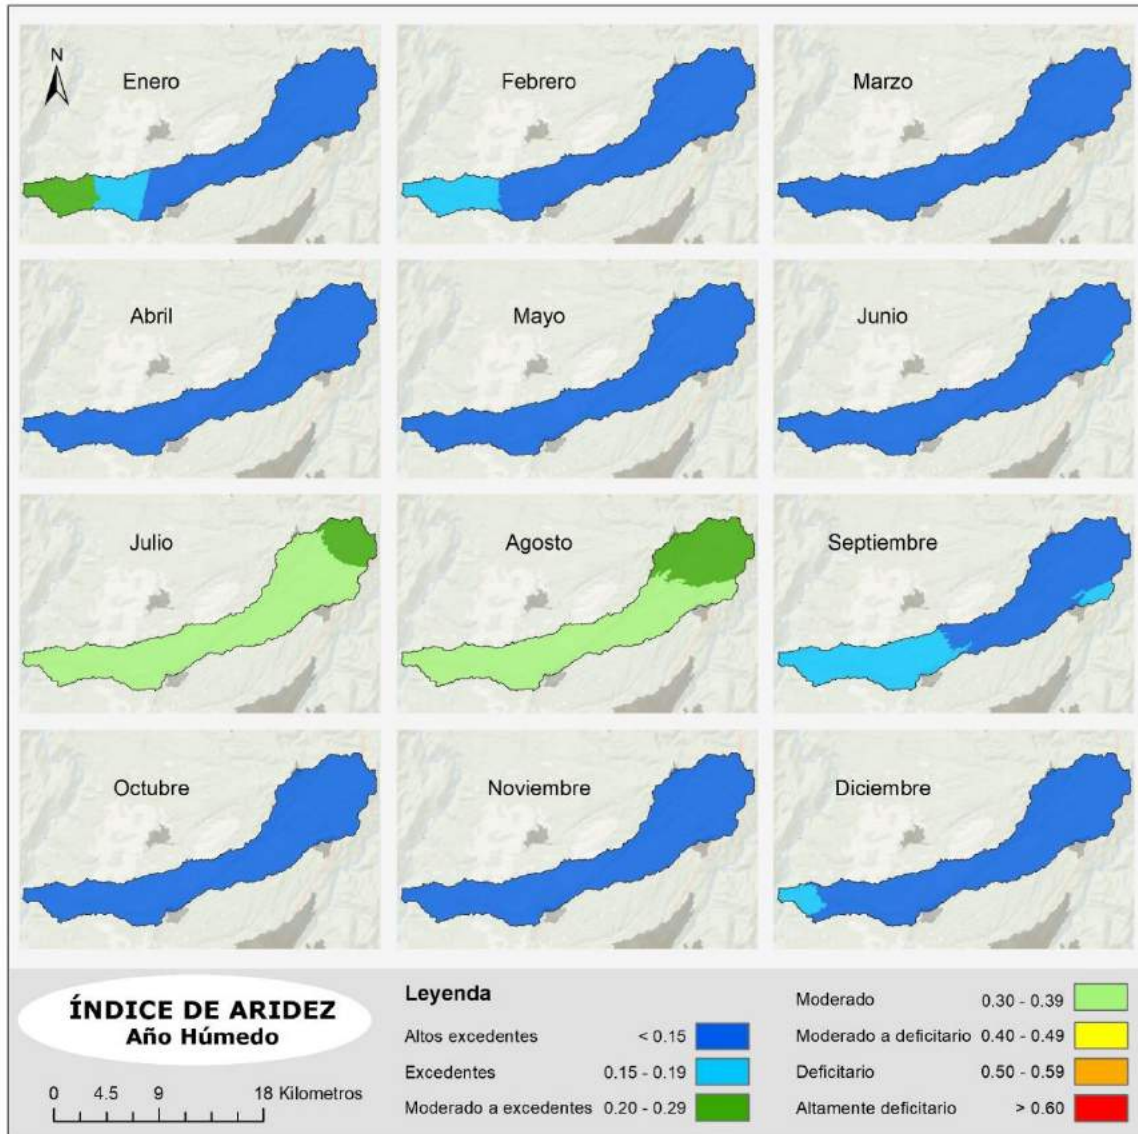 N
Enero
Febrero
Marzo
Abril
Mayo
Junio
Julio
Agosto
Septiembre
Octubre
Noviembre
Diciembre
ÍNDICE DE ARIDEZ
Año Húmedo
0 4.5 9 18 Kilometros
Leyenda
Altos excedentes < 0.15
Excedentes 0.15 - 0.19
Moderado a excedentes 0.20 - 0.29
Moderado 0.30 - 0.39
Moderado a deficitario 0.40 - 0.49
Deficitario 0.50 - 0.59
Altamente deficitario > 0.60